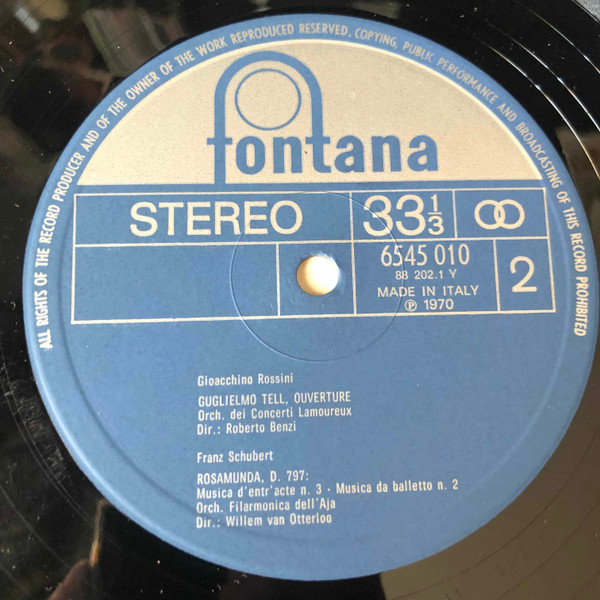 ALL RIGHTS OF THE RECORD PRODUCER AND OF THE OWNER OF THE WORK REPRODUCED RESERVED. COPYING, PUBLIC PERFORMANCE AND BROADCASTING OF THIS RECORD PROHIBITED
fontana
STEREO
33 1/3
6545 010
88 202.1 Y
MADE IN ITALY
℗ 1970
2
Gioacchino Rossini
GUGLIELMO TELL, OUVERTURE
Orch. dei Concerti Lamoureux
Dir.: Roberto Benzi
Franz Schubert
ROSAMUNDA, D. 797:
Musica d'entr'acte n. 3 - Musica da balletto n. 2
Orch. Filarmonica dell'Aja
Dir.: Willem van Otterloo